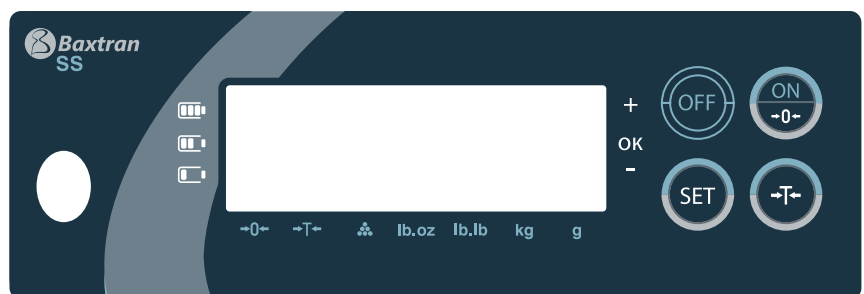 Baxtran
SS
+
OK
-
OFF
ON
→0←
SET
→T←
→0← →T← lb.oz lb.lb kg g